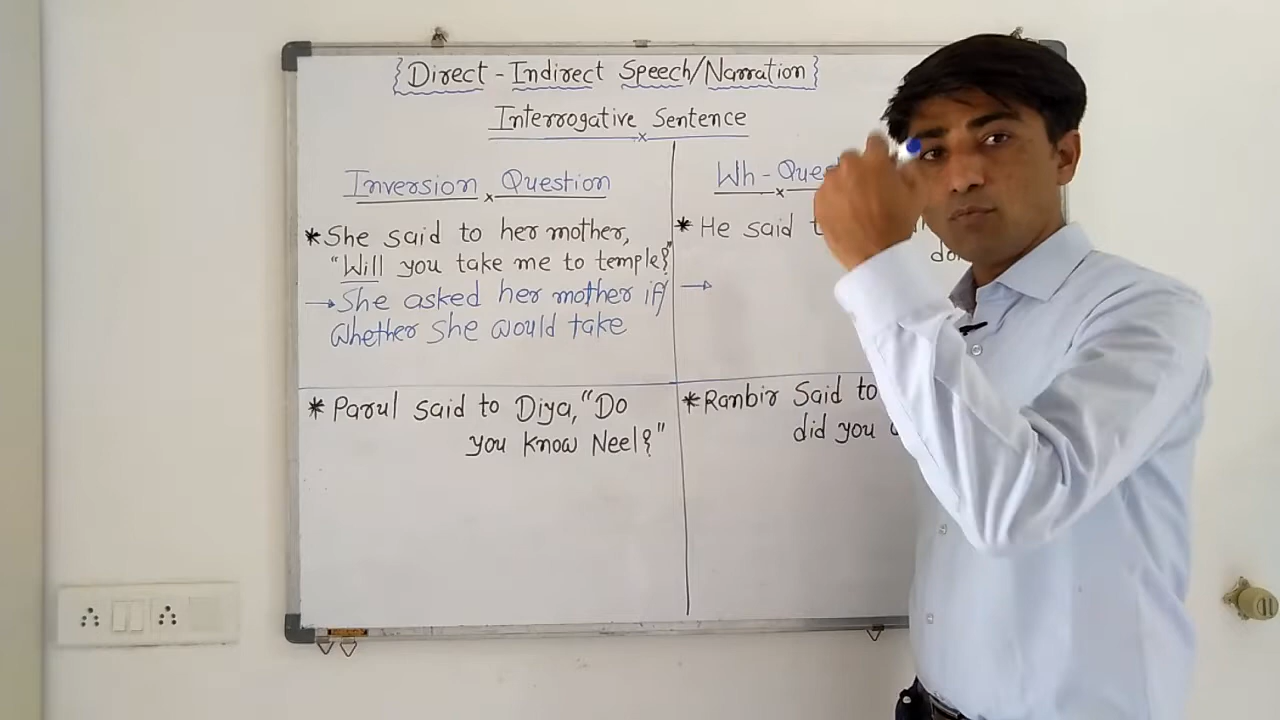 {Direct - Indirect Speech/Narration}
Interrogative Sentence
Inversion Question
* She said to her mother,
"Will you take me to temple?"
→ She asked her mother if/
whether she would take
* Parul said to Diya, "Do
you know Neel?"
Wh -
* He said
→
* Ranbir Said to
did you